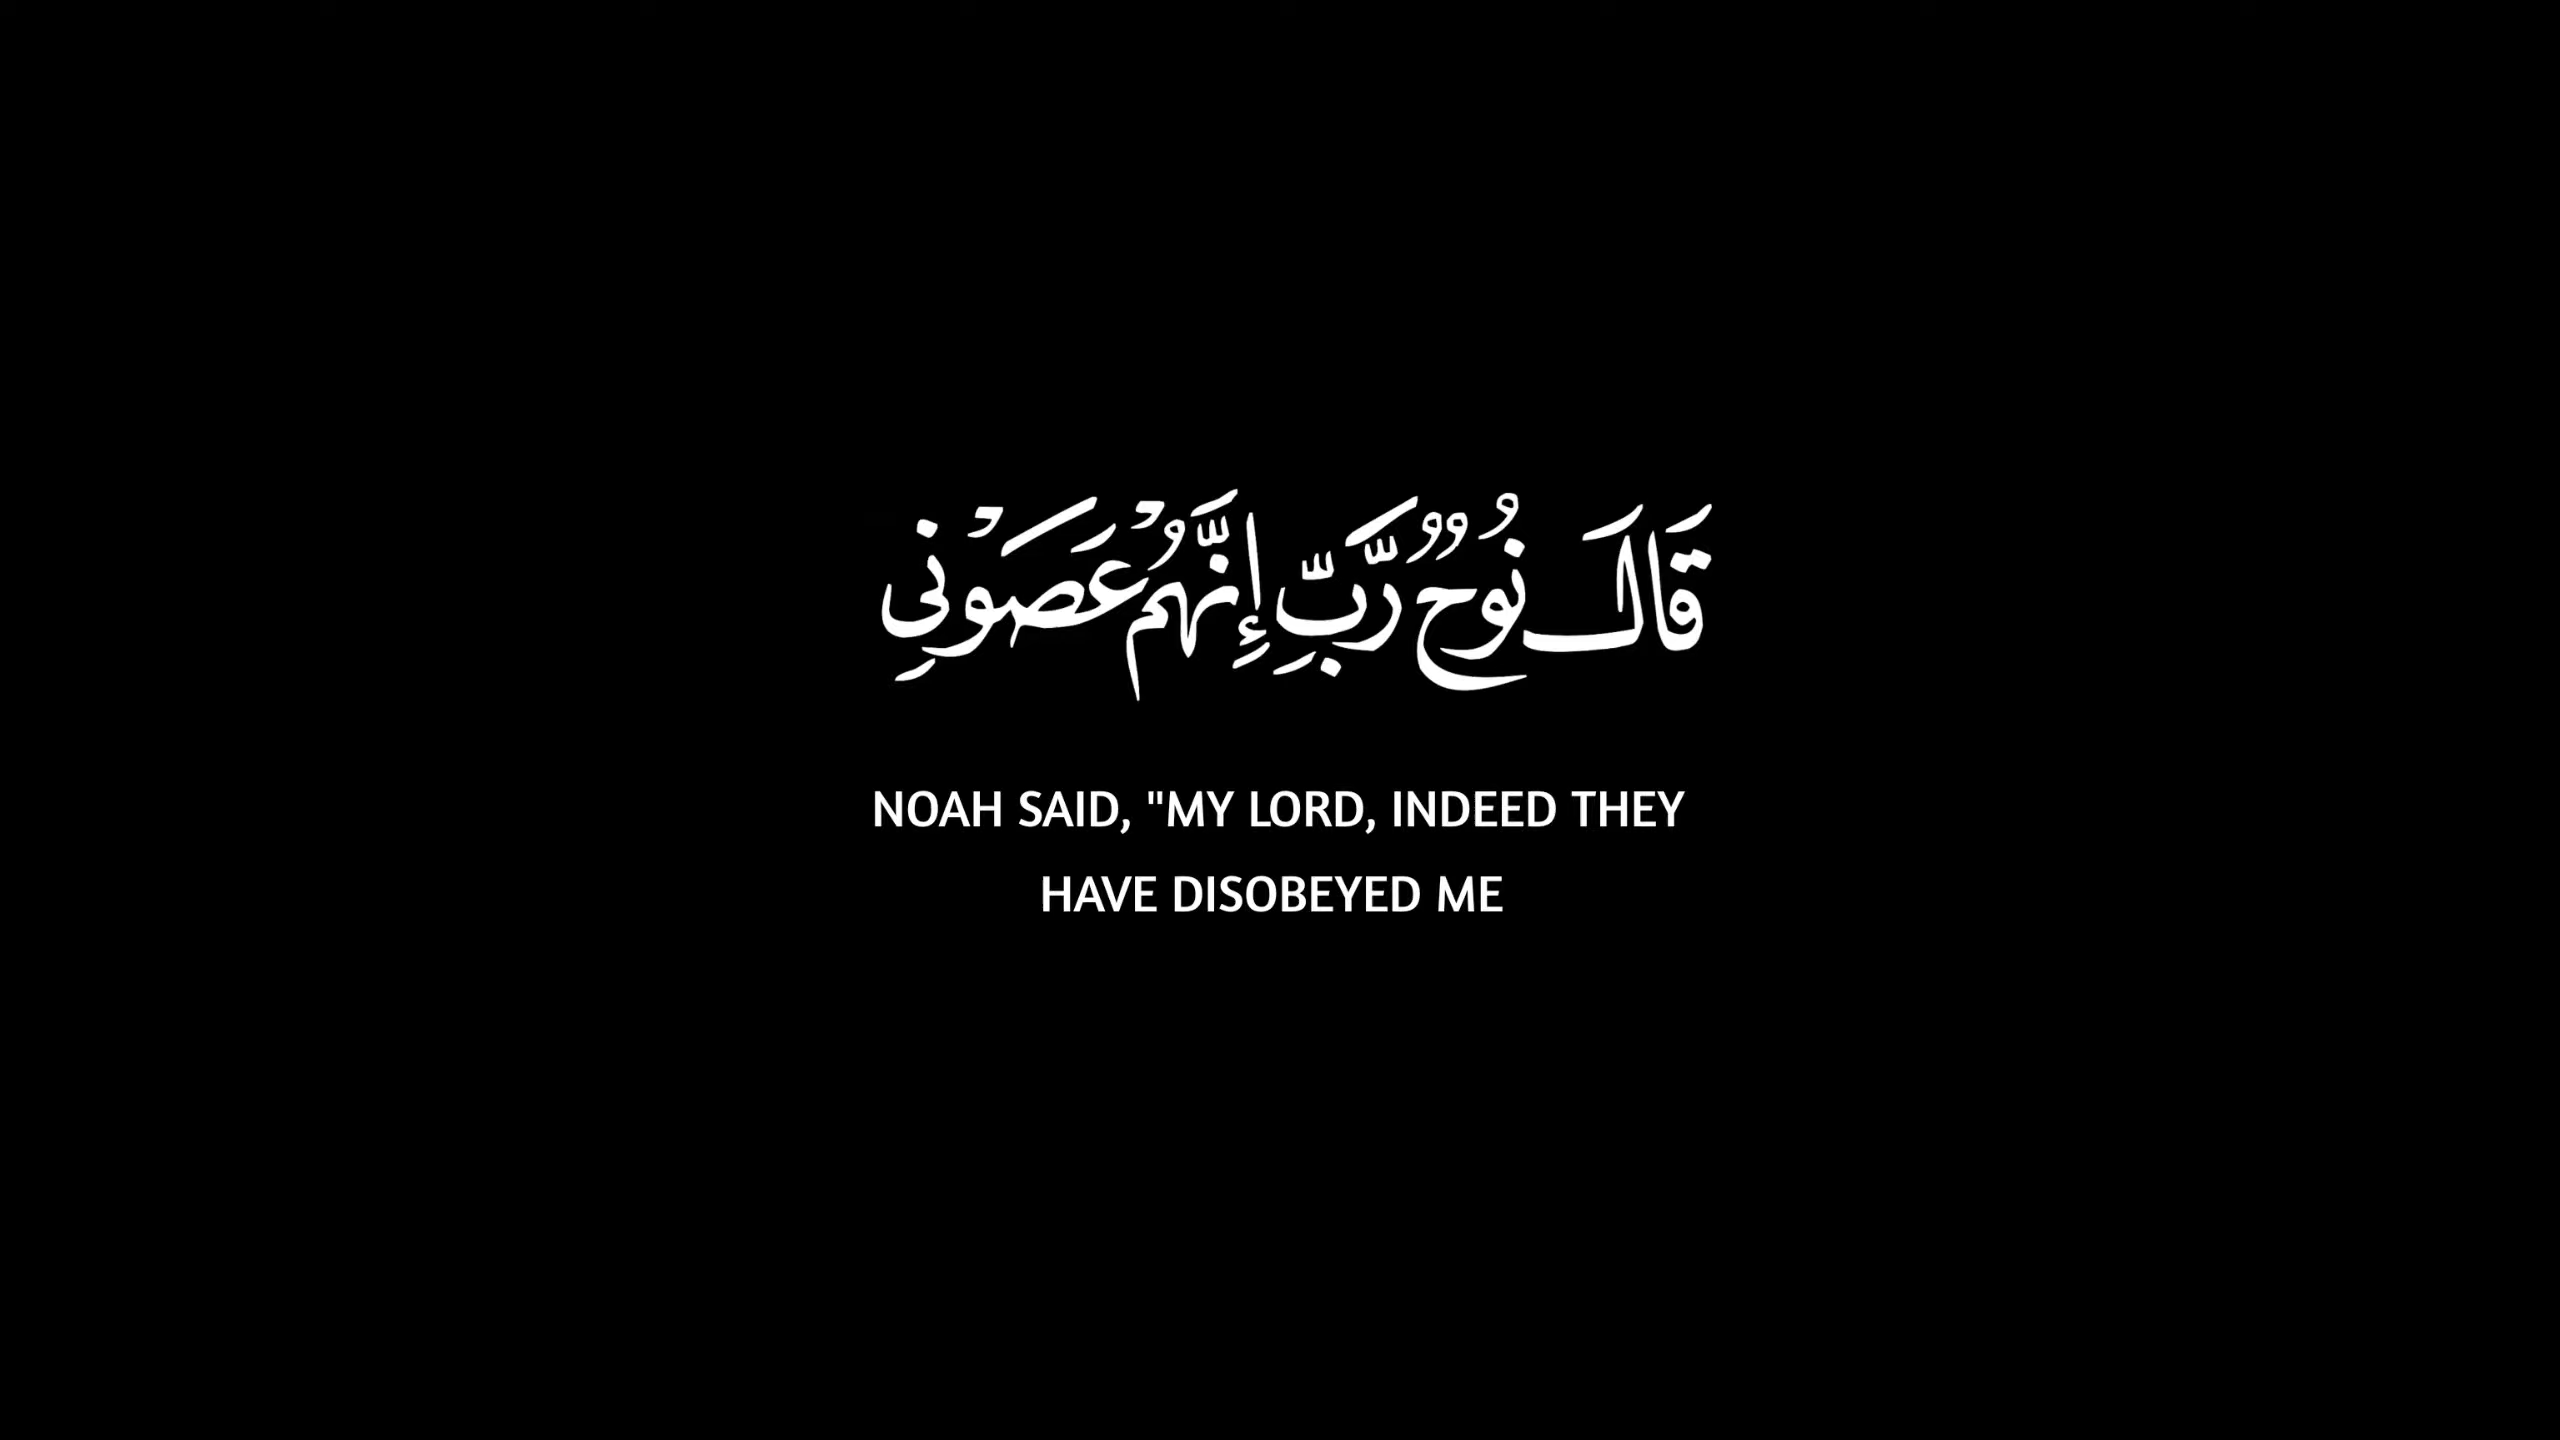 قَالَ نُوحٌ رَّبِّ إِنَّهُمْ عَصَوْنِي
NOAH SAID, "MY LORD, INDEED THEY
HAVE DISOBEYED ME